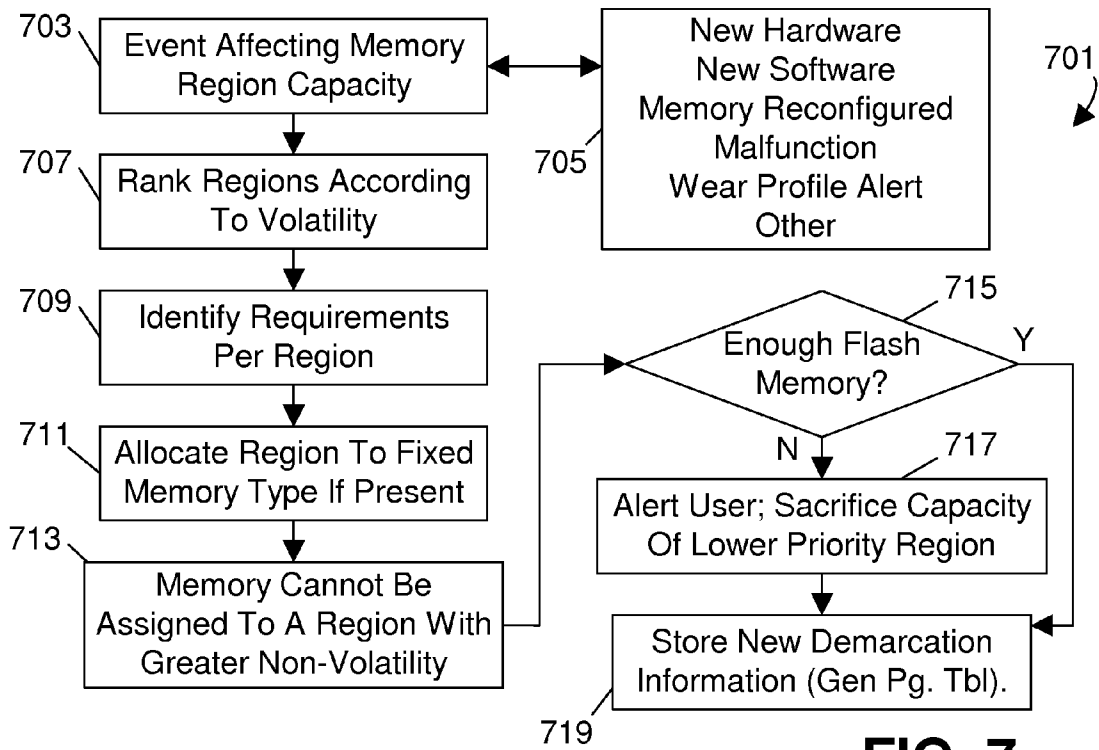 703
Event Affecting Memory
Region Capacity
New Hardware
New Software
Memory Reconfigured
Malfunction
Wear Profile Alert
Other
705
701
707
Rank Regions According
To Volatility
709
Identify Requirements
Per Region
711
Allocate Region To Fixed
Memory Type If Present
713
Memory Cannot Be
Assigned To A Region With
Greater Non-Volatility
715
Enough Flash
Memory?
Y
N
717
Alert User; Sacrifice Capacity
Of Lower Priority Region
Store New Demarcation
Information (Gen Pg. Tbl).
719
FIG. 7